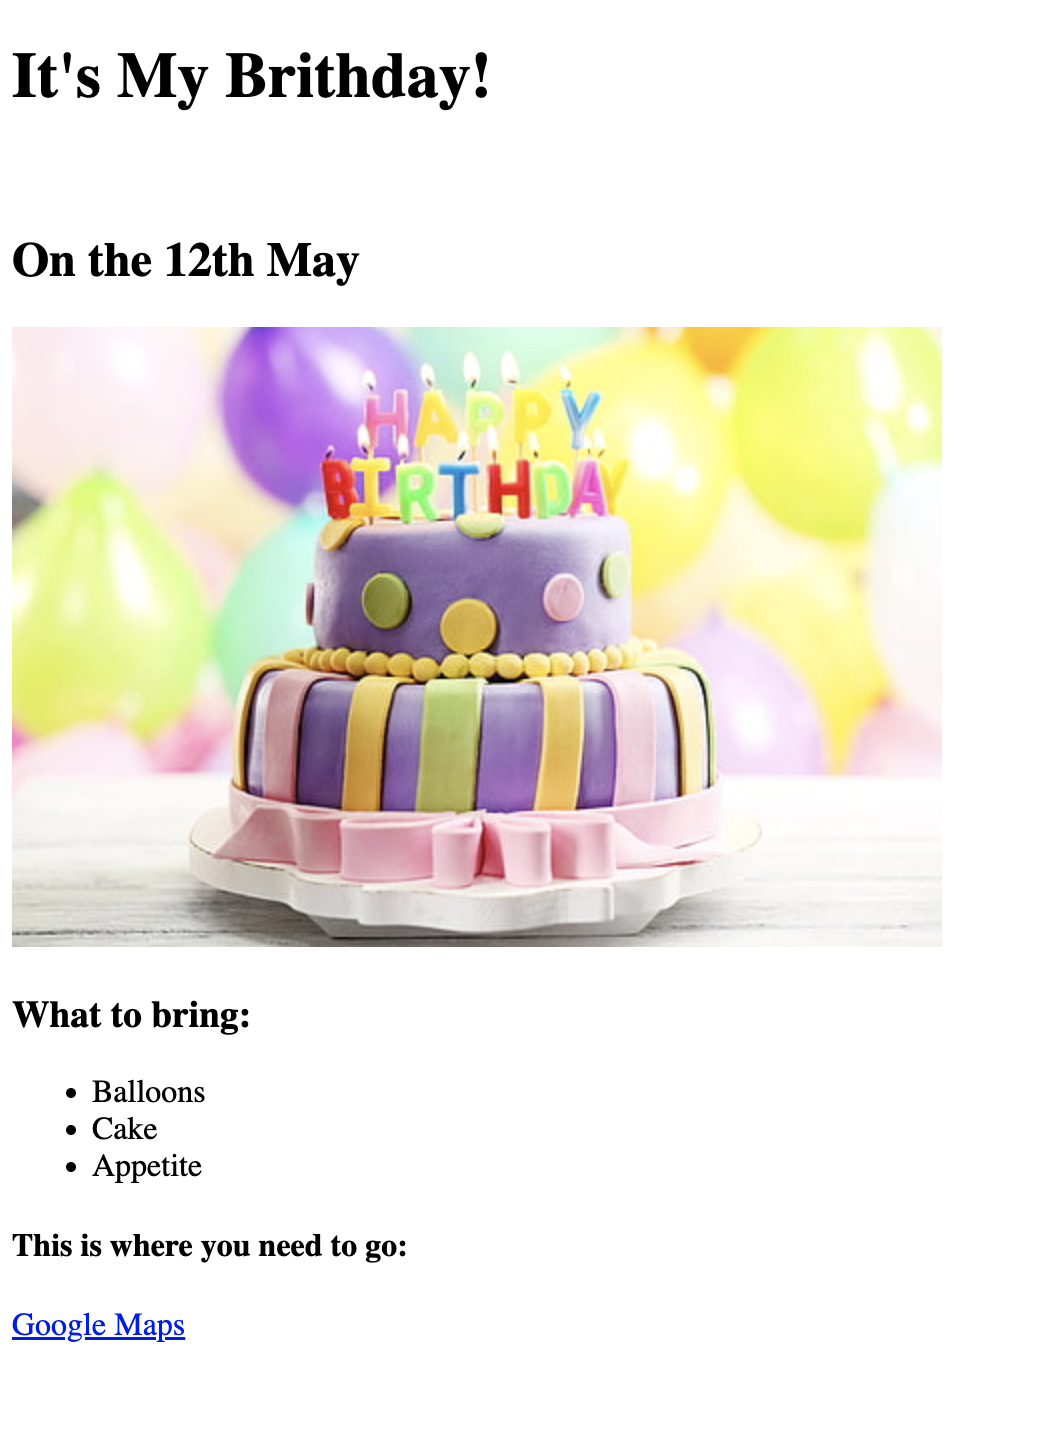 It's My Brithday!
On the 12th May
HAPPY
BIRTHDAY
What to bring:
Balloons
Cake
Appetite
This is where you need to go:
Google Maps